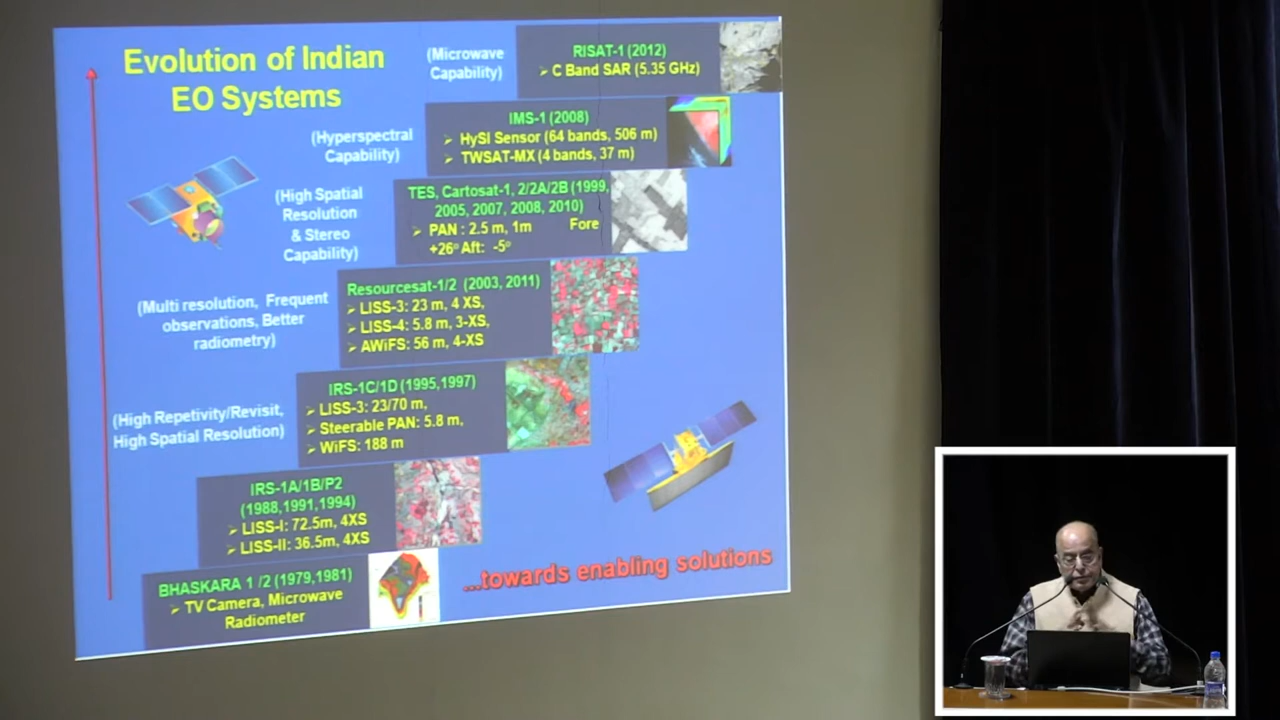 Evolution of Indian
EO Systems
(Microwave
Capability)
RISAT-1 (2012)
➢ C Band SAR (5.35 GHz)
(Hyperspectral
Capability)
IMS-1 (2008)
➢ HySI Sensor (64 bands, 506 m)
➢ TWSAT-MX (4 bands, 37 m)
(High Spatial
Resolution
& Stereo
Capability)
TES, Cartosat-1, 2/2A/2B (1999,
2005, 2007, 2008, 2010)
➢ PAN : 2.5 m, 1m Fore
+26º Aft: -5º
(Multi resolution, Frequent
observations, Better
radiometry)
Resourcesat-1/2 (2003, 2011)
➢ LISS-3: 23 m, 4 XS,
➢ LISS-4: 5.8 m, 3-XS,
➢ AWiFS: 56 m, 4-XS
(High Repetivity/Revisit,
High Spatial Resolution)
IRS-1C/1D (1995,1997)
➢ LISS-3: 23/70 m,
➢ Steerable PAN: 5.8 m,
➢ WiFS: 188 m
IRS-1A/1B/P2
(1988,1991,1994)
➢ LISS-I: 72.5m, 4XS
➢ LISS-II: 36.5m, 4XS
BHASKARA 1 /2 (1979,1981)
➢ TV Camera, Microwave
Radiometer
...towards enabling solutions